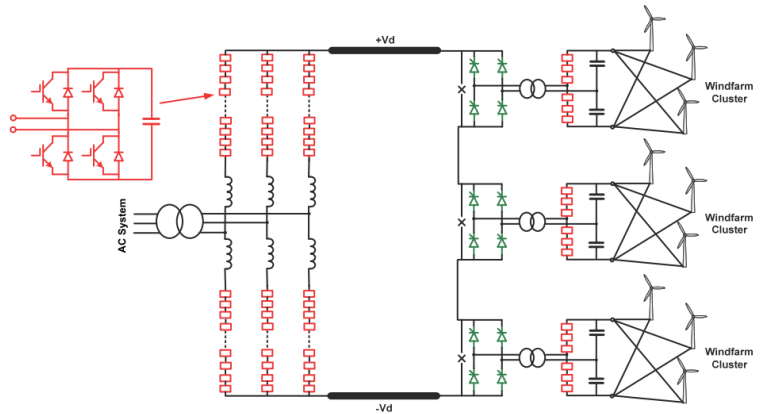 +Vd
Windfarm
Cluster
AC System
Windfarm
Cluster
Windfarm
Cluster
-Vd